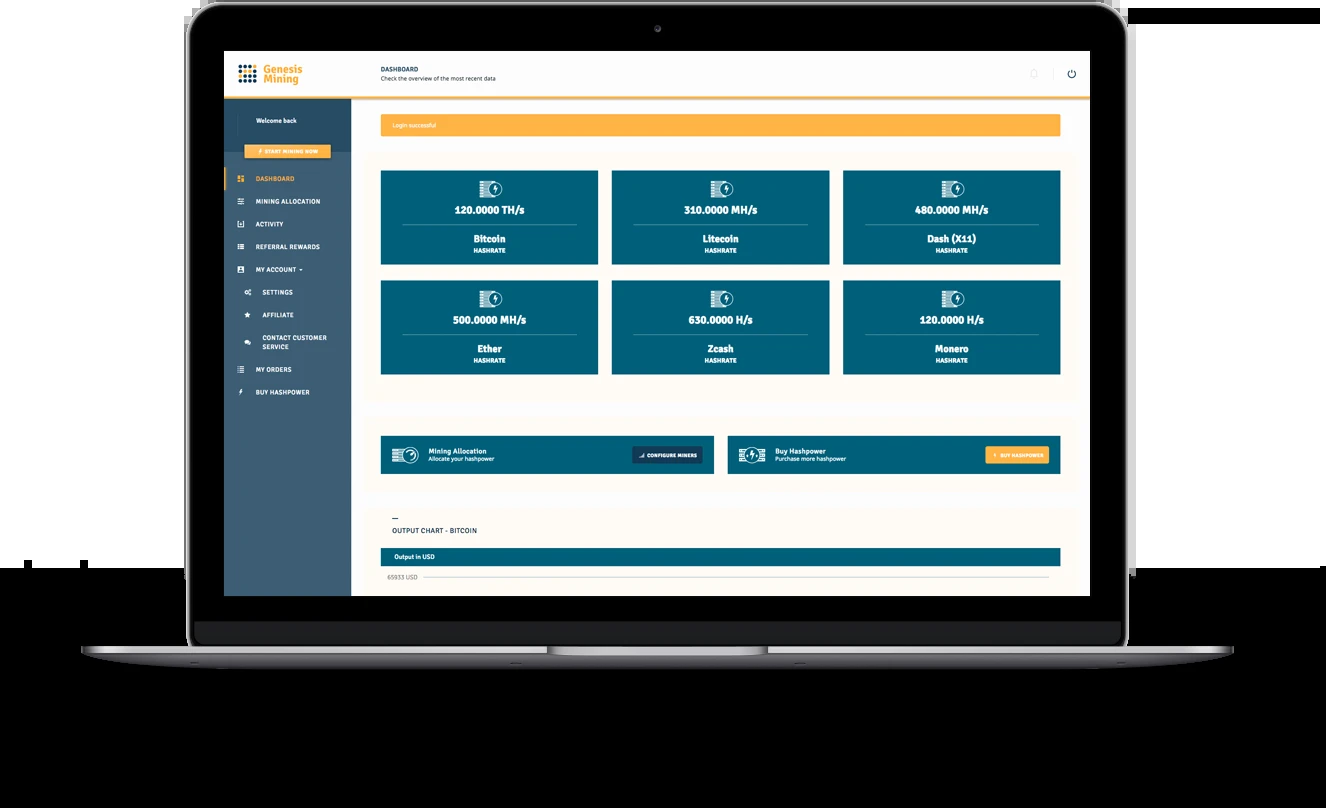 Genesis
Mining
DASHBOARD
Check the overview of the most recent data
Welcome back
START MINING NOW
DASHBOARD
MINING ALLOCATION
ACTIVITY
REFERRAL REWARDS
MY ACCOUNT
SETTINGS
AFFILIATE
CONTACT CUSTOMER
SERVICE
MY ORDERS
BUY HASHPOWER
Login successful
120.0000 TH/s
Bitcoin
HASHRATE
310.0000 MH/s
Litecoin
HASHRATE
480.0000 MH/s
Dash (X11)
HASHRATE
500.0000 MH/s
Ether
HASHRATE
630.0000 H/s
Zcash
HASHRATE
120.0000 H/s
Monero
HASHRATE
Mining Allocation
Allocate your hashpower
CONFIGURE MINERS
Buy Hashpower
Purchase more hashpower
BUY HASHPOWER
OUTPUT CHART - BITCOIN
Output in USD
65933 USD